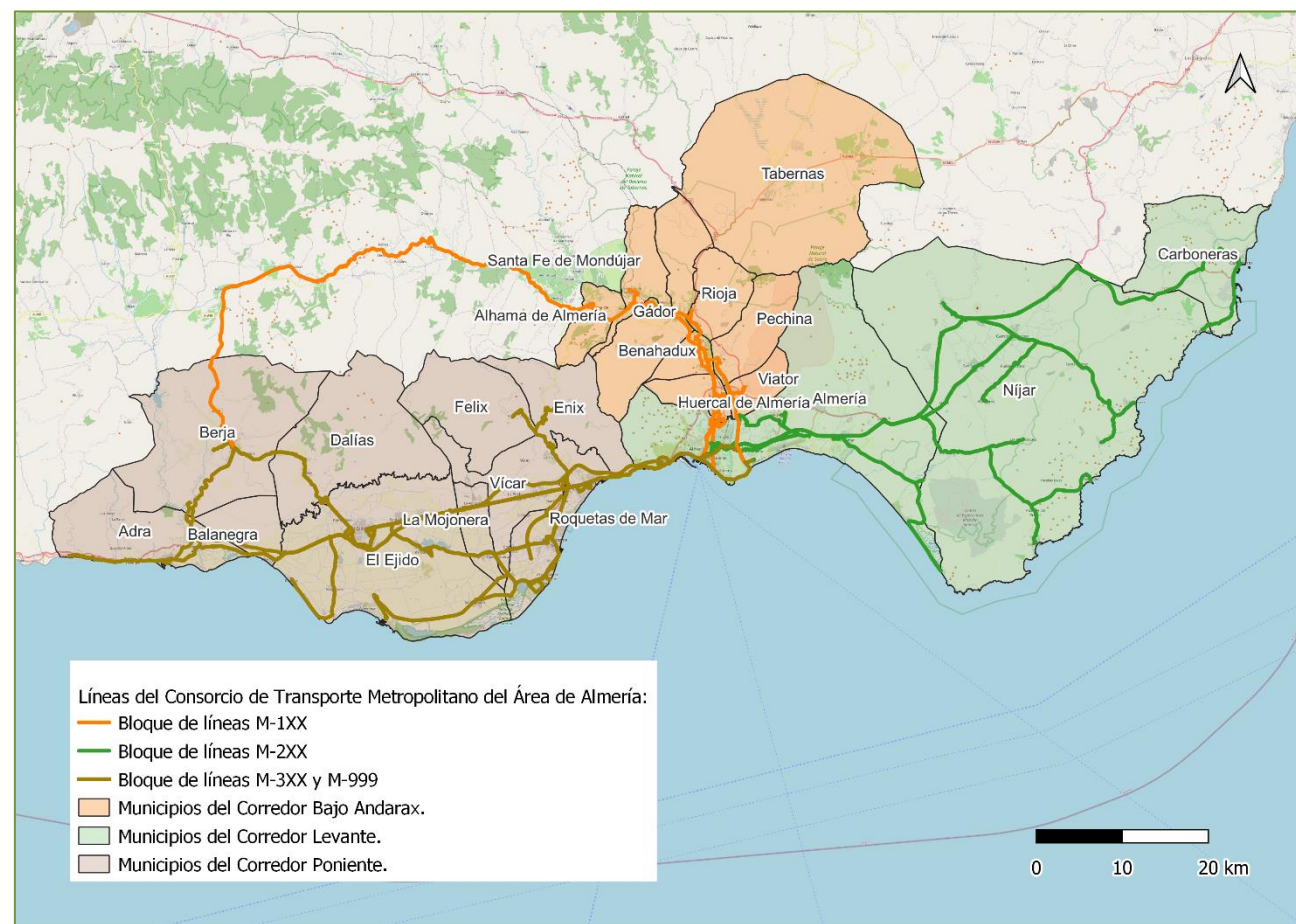 Tabernas
Carboneras
Santa Fe de Mondújar
Rioja
Alhama de Almería
Gádor
Pechina
Benahadux
Viator
Níjar
Huercal de Almería
Almería
Felix
Enix
Berja
Dalías
Vícar
La Mojonera
Roquetas de Mar
Adra
Balanegra
El Ejido
Líneas del Consorcio de Transporte Metropolitano del Área de Almería:
Bloque de líneas M-1XX
Bloque de líneas M-2XX
Bloque de líneas M-3XX y M-999
Municipios del Corredor Bajo Andarax.
Municipios del Corredor Levante.
Municipios del Corredor Poniente.
0 10 20 km